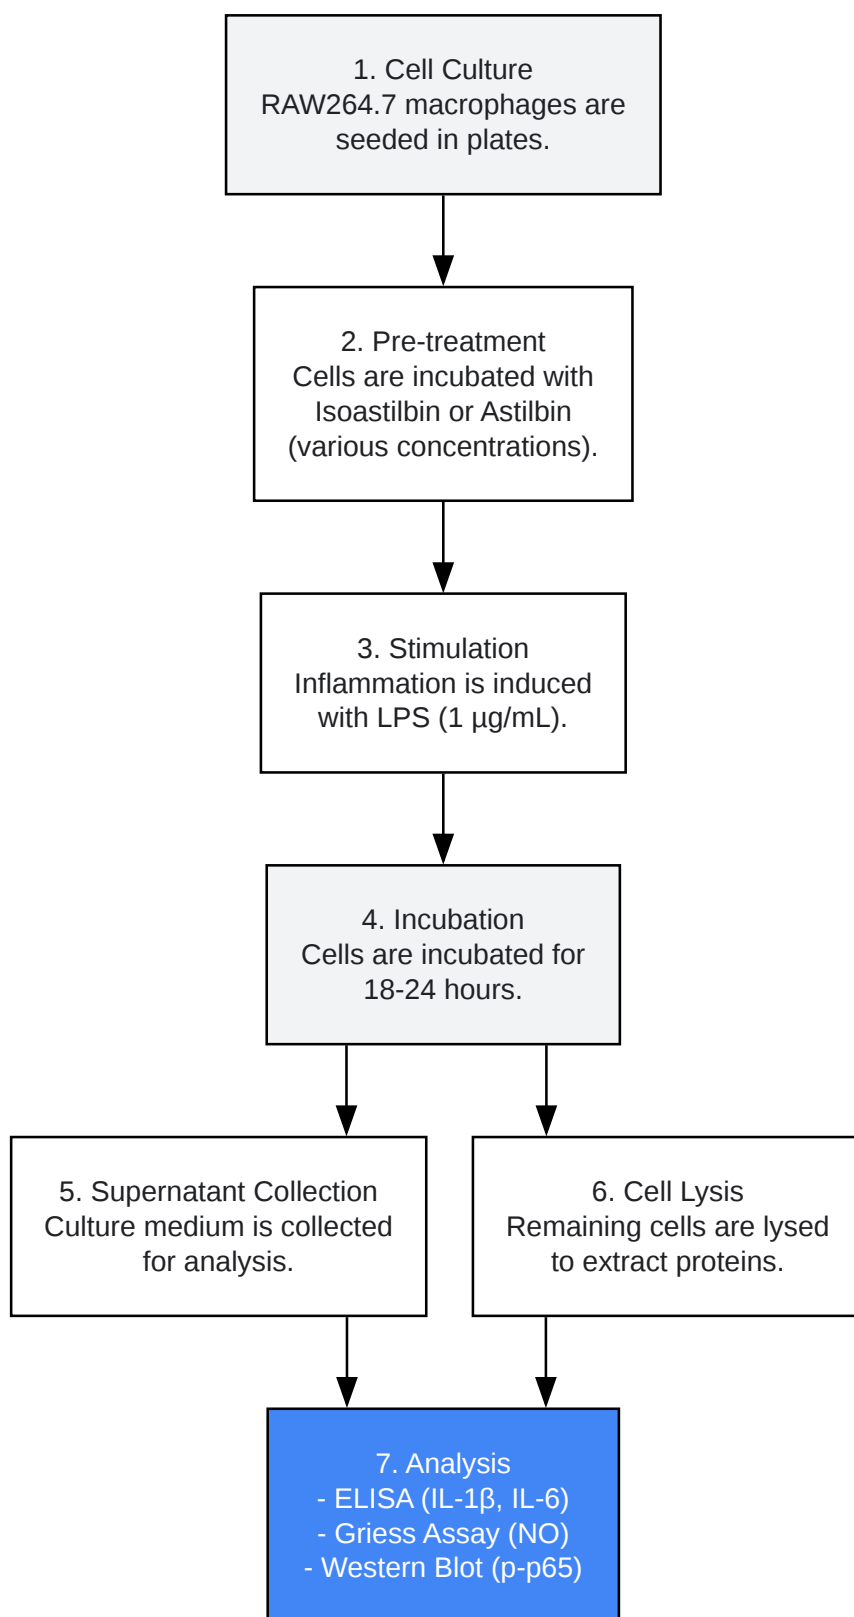 1. Cell Culture
RAW264.7 macrophages are
seeded in plates.
2. Pre-treatment
Cells are incubated with
Isoastilbin or Astilbin
(various concentrations).
3. Stimulation
Inflammation is induced
with LPS (1 µg/mL).
4. Incubation
Cells are incubated for
18-24 hours.
5. Supernatant Collection
Culture medium is collected
for analysis.
6. Cell Lysis
Remaining cells are lysed
to extract proteins.
7. Analysis
- ELISA (IL-1β, IL-6)
- Griess Assay (NO)
- Western Blot (p-p65)